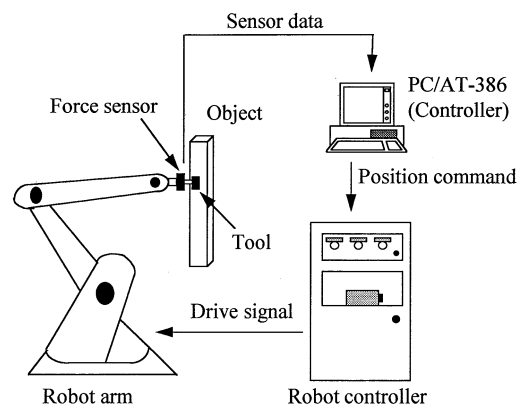 Sensor data
PC/AT-386
(Controller)
Force sensor
Object
Position command
Tool
Drive signal
Robot arm
Robot controller